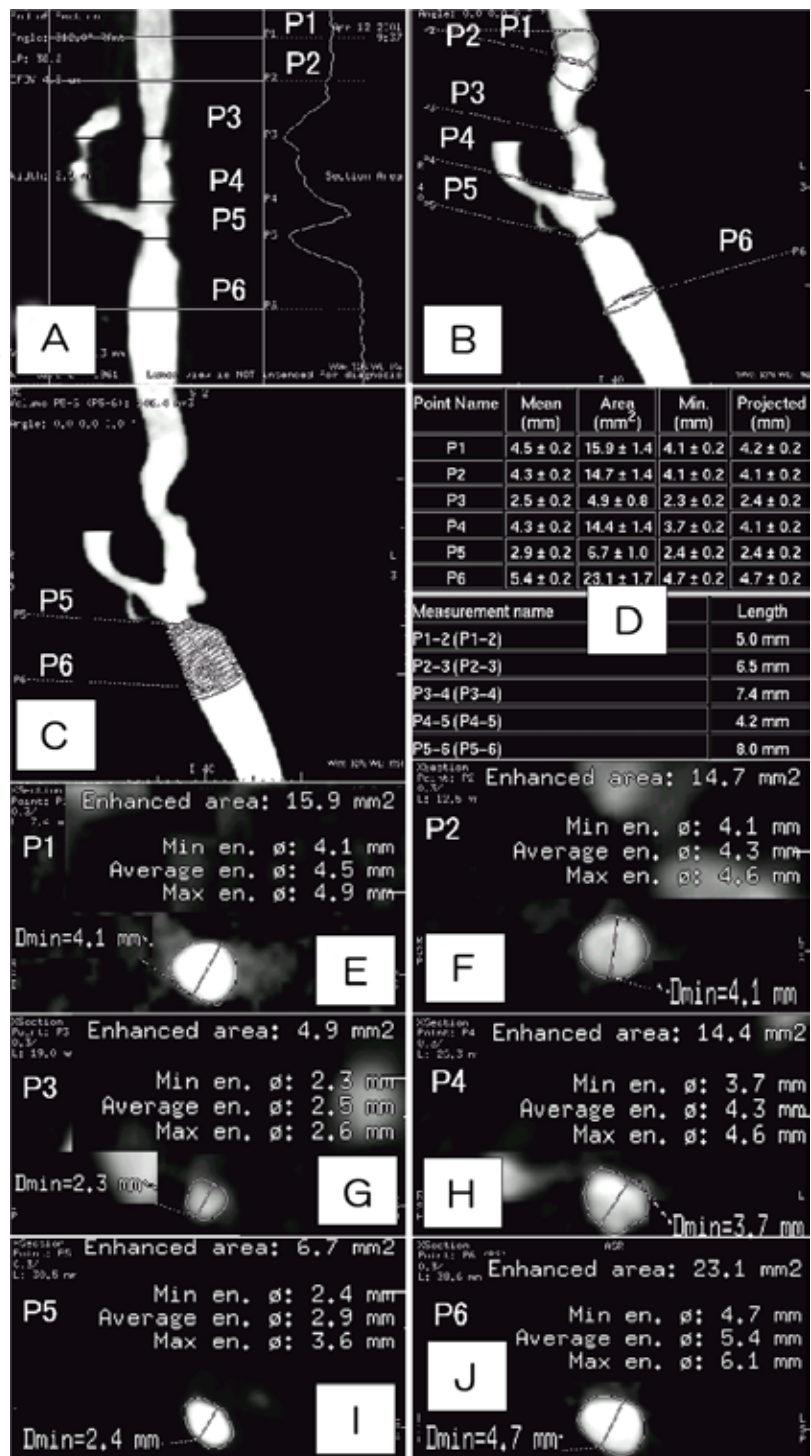 P1
P2
P3
P4
P5
P6
Section Area
Lumen view is NOT intended for diagnosis
A
P1
P2
P3
P4
P5
P6
I 40
B
P5
P6
I 40
C
Point Name Mean (mm) Area (mm2) Min. (mm) Projected (mm)
P1 4.5 ± 0.2 15.9 ± 1.4 4.1 ± 0.2 4.2 ± 0.2
P2 4.3 ± 0.2 14.7 ± 1.4 4.1 ± 0.2 4.1 ± 0.2
P3 2.5 ± 0.2 4.9 ± 0.8 2.3 ± 0.2 2.4 ± 0.2
P4 4.3 ± 0.2 14.4 ± 1.4 3.7 ± 0.2 4.1 ± 0.2
P5 2.9 ± 0.2 6.7 ± 1.0 2.4 ± 0.2 2.4 ± 0.2
P6 5.4 ± 0.2 23.1 ± 1.7 4.7 ± 0.2 4.7 ± 0.2
Measurement name Length
P1-2 (P1-2) 5.0 mm
P2-3 (P2-3) 6.5 mm
P3-4 (P3-4) 7.4 mm
P4-5 (P4-5) 4.2 mm
P5-6 (P5-6) 8.0 mm
D
Enhanced area: 15.9 mm2
P1
Min en. ø: 4.1 mm
Average en. ø: 4.5 mm
Max en. ø: 4.9 mm
Dmin=4.1 mm
E
Enhanced area: 14.7 mm2
P2
Min en. ø: 4.1 mm
Average en. ø: 4.3 mm
Max en. ø: 4.6 mm
F
Dmin=4.1 mm
Enhanced area: 4.9 mm2
P3
Min en. ø: 2.3 mm
Average en. ø: 2.5 mm
Max en. ø: 2.6 mm
Dmin=2.3 mm
G
Enhanced area: 14.4 mm2
P4
Min en. ø: 3.7 mm
Average en. ø: 4.3 mm
Max en. ø: 4.6 mm
H
Dmin=3.7 mm
Enhanced area: 6.7 mm2
P5
Min en. ø: 2.4 mm
Average en. ø: 2.9 mm
Max en. ø: 3.6 mm
Dmin=2.4 mm
I
Enhanced area: 23.1 mm2
P6
Min en. ø: 4.7 mm
Average en. ø: 5.4 mm
Max en. ø: 6.1 mm
J
Dmin=4.7 mm